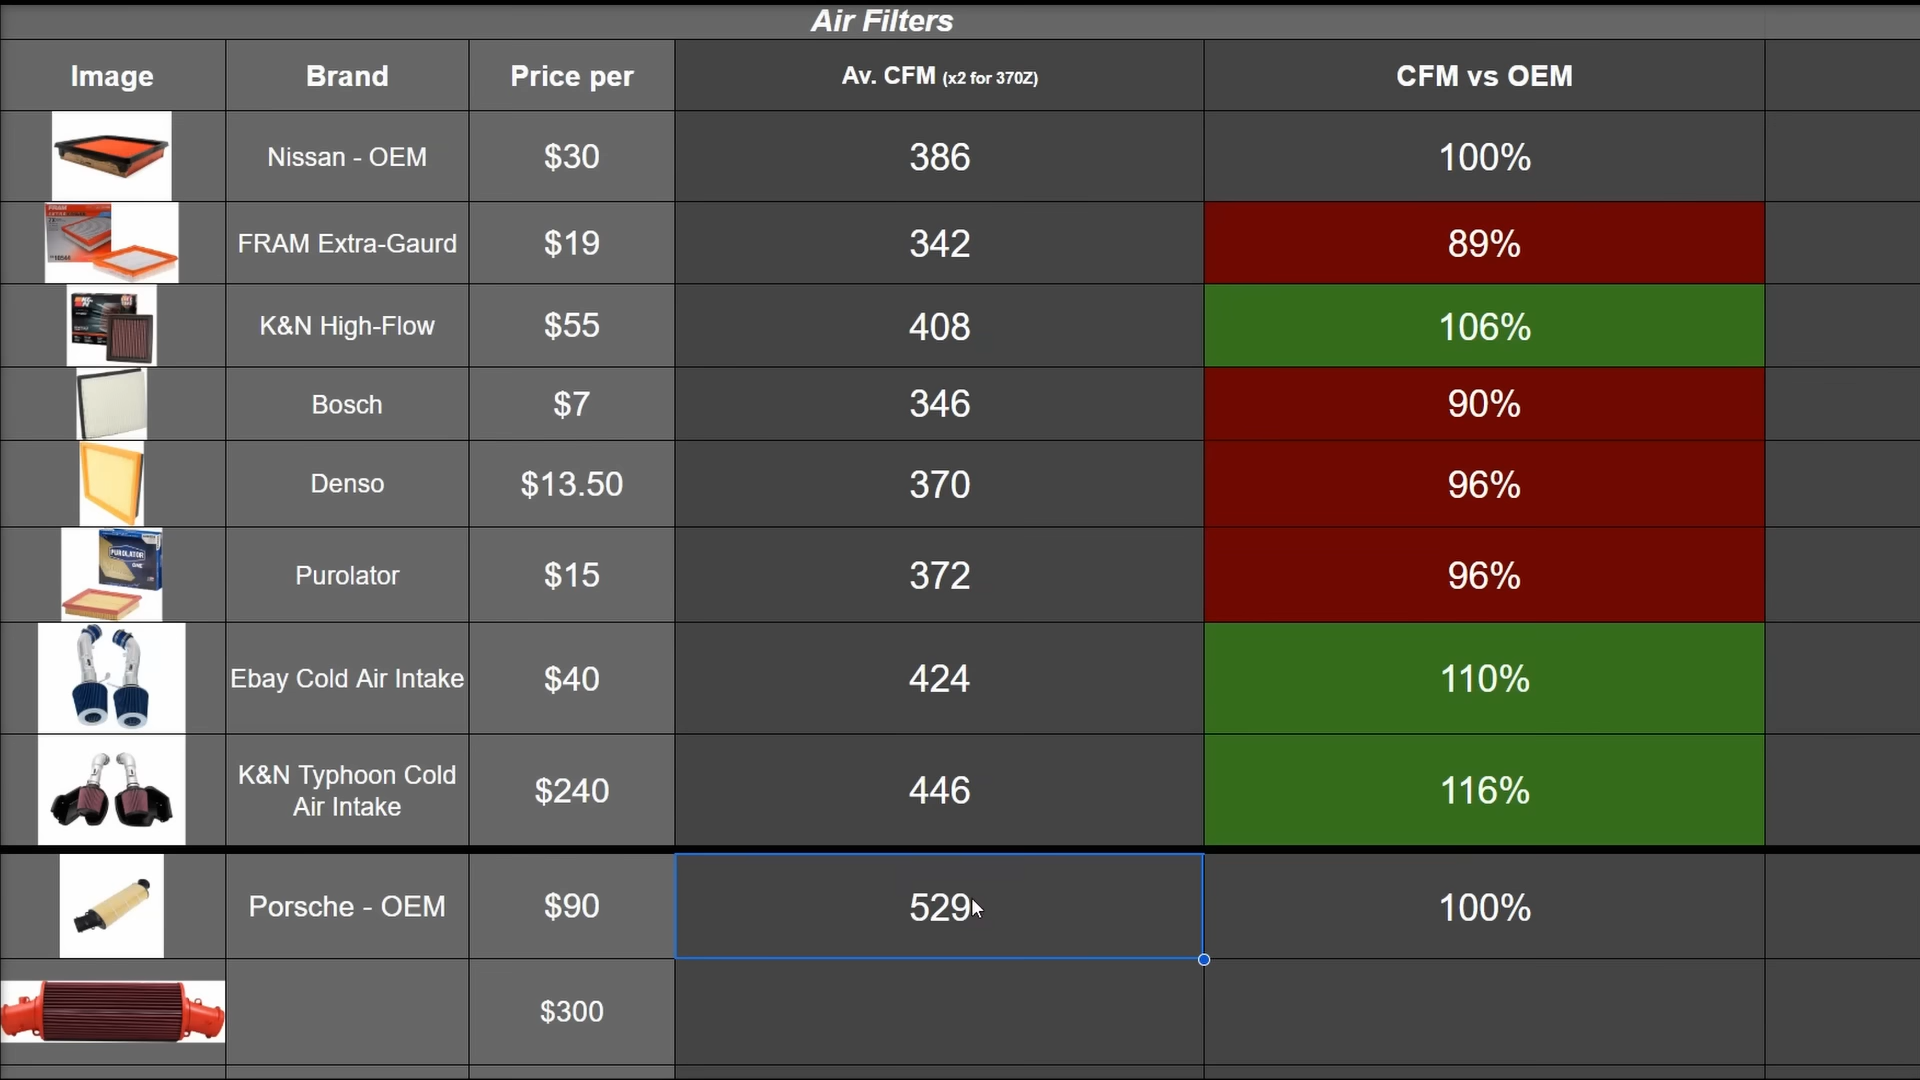 Air Filters
Image Brand Price per Av. CFM (x2 for 370Z) CFM vs OEM
Nissan - OEM $30 386 100%
FRAM
FRAM Extra-Gaurd $19 342 89%
K&N High-Flow $55 408 106%
Bosch $7 346 90%
Denso $13.50 370 96%
PUROLATOR
ONE
Purolator $15 372 96%
Ebay Cold Air Intake $40 424 110%
K&N Typhoon Cold
Air Intake $240 446 116%
Porsche - OEM $90 529 100%
$300